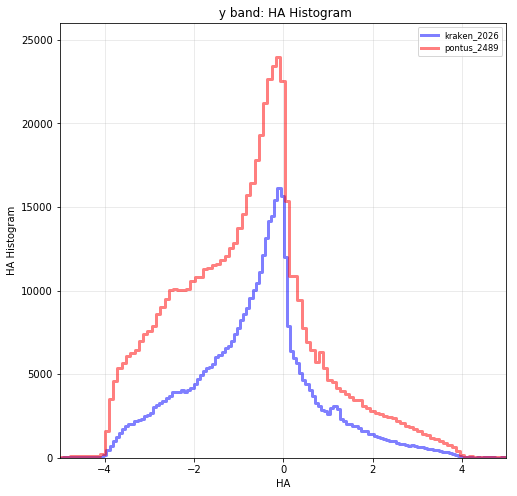 y band: HA Histogram
kraken_2026
pontus_2489
HA Histogram
25000
20000
15000
10000
5000
0
−4
−2
0
2
4
HA